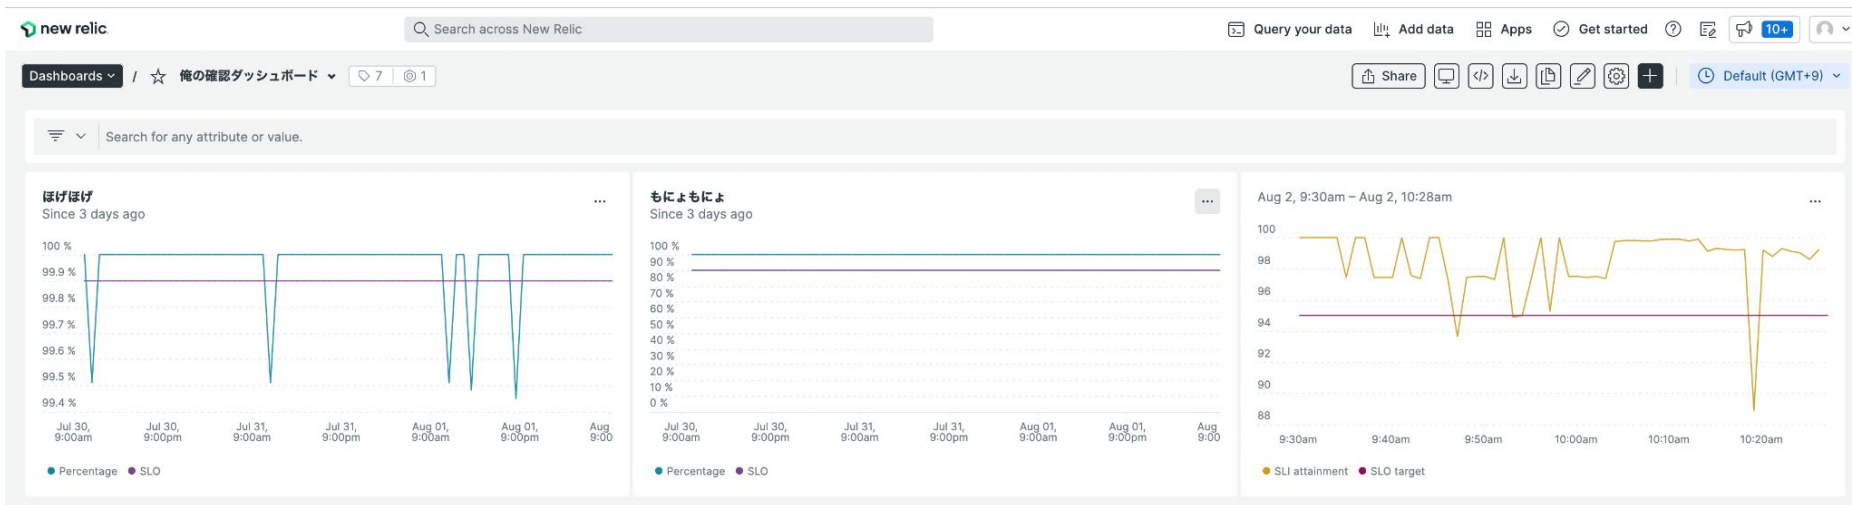 new relic
Search across New Relic
Query your data
Add data
Apps
Get started
10+
Dashboards / 俺の確認ダッシュボード 7 1
Share
Default (GMT+9)
Search for any attribute or value.
ほげほげ
Since 3 days ago
100 %
99.9 %
99.8 %
99.7 %
99.6 %
99.5 %
99.4 %
Jul 30, 9:00am
Jul 30, 9:00pm
Jul 31, 9:00am
Jul 31, 9:00pm
Aug 01, 9:00am
Aug 01, 9:00pm
Aug 9:00
Percentage SLO
もにょもにょ
Since 3 days ago
100 %
90 %
80 %
70 %
60 %
50 %
40 %
30 %
20 %
10 %
0 %
Jul 30, 9:00am
Jul 30, 9:00pm
Jul 31, 9:00am
Jul 31, 9:00pm
Aug 01, 9:00am
Aug 01, 9:00pm
Aug 9:00
Percentage SLO
Aug 2, 9:30am – Aug 2, 10:28am
100
98
96
94
92
90
88
9:30am
9:40am
9:50am
10:00am
10:10am
10:20am
SLI attainment SLO target